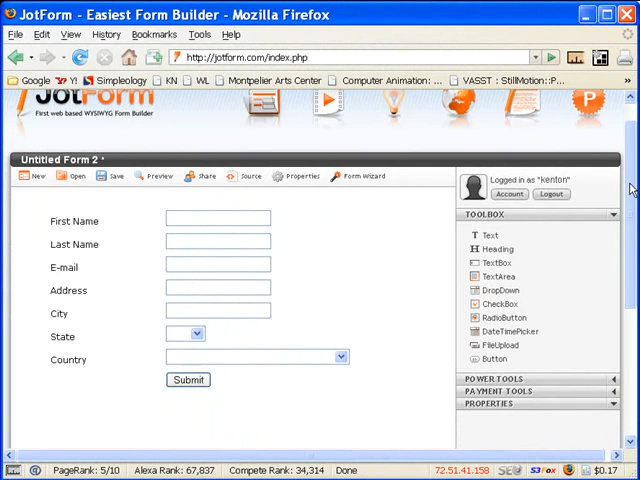 JotForm - Easiest Form Builder - Mozilla Firefox
File Edit View History Bookmarks Tools Help
http://jotform.com/index.php
Google Y! Simpleology KN WL Montpelier Arts Center Computer Animation: ... VASST : StillMotion::P...
JotForm
First web based WYSIWYG Form Builder
P
Untitled Form 2 *
New Open Save Preview Share Source Properties Form Wizard
Logged in as "kenton"
Account Logout
TOOLBOX
First Name
Last Name
E-mail
Address
City
State
Country
Submit
Text
Heading
TextBox
TextArea
DropDown
CheckBox
RadioButton
DateTimePicker
FileUpload
Button
POWER TOOLS
PAYMENT TOOLS
PROPERTIES
PageRank: 5/10 Alexa Rank: 67,837 Compete Rank: 34,314 Done 72.51.41.158 SEO S3Fox $0.17